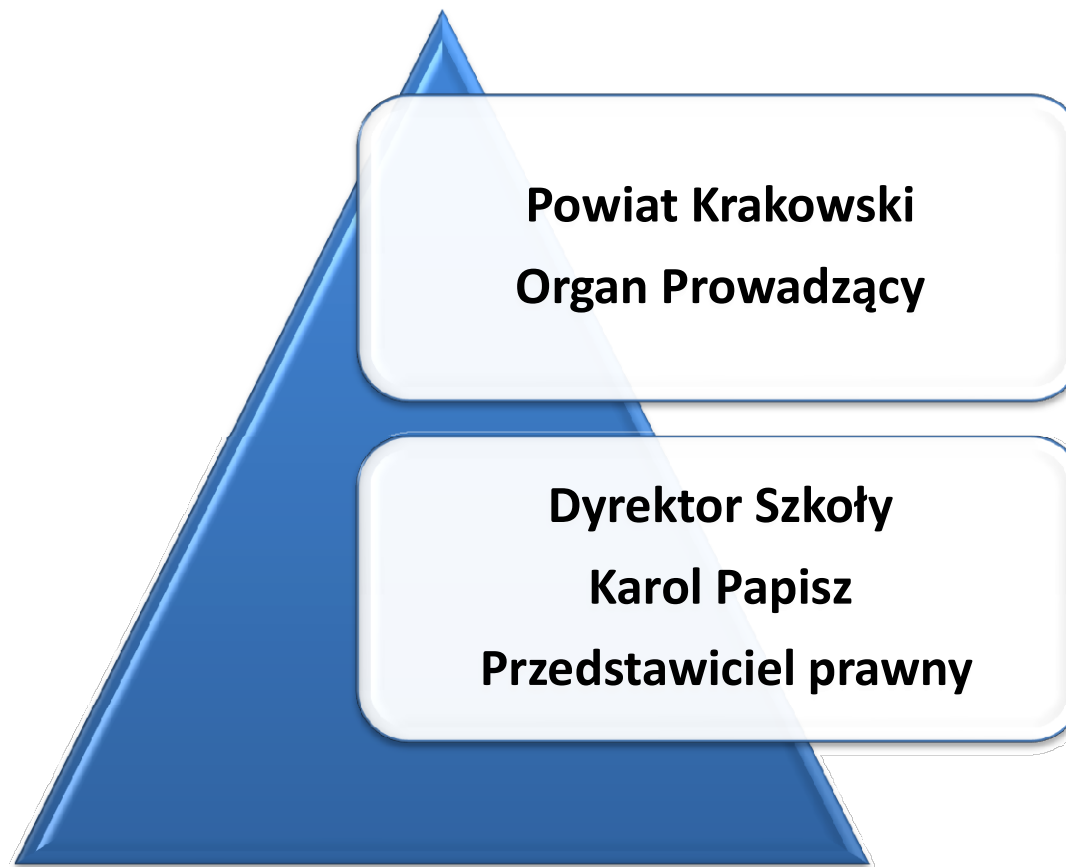 Powiat Krakowski
Organ Prowadzący
Dyrektor Szkoły
Karol Papisz
Przedstawiciel prawny